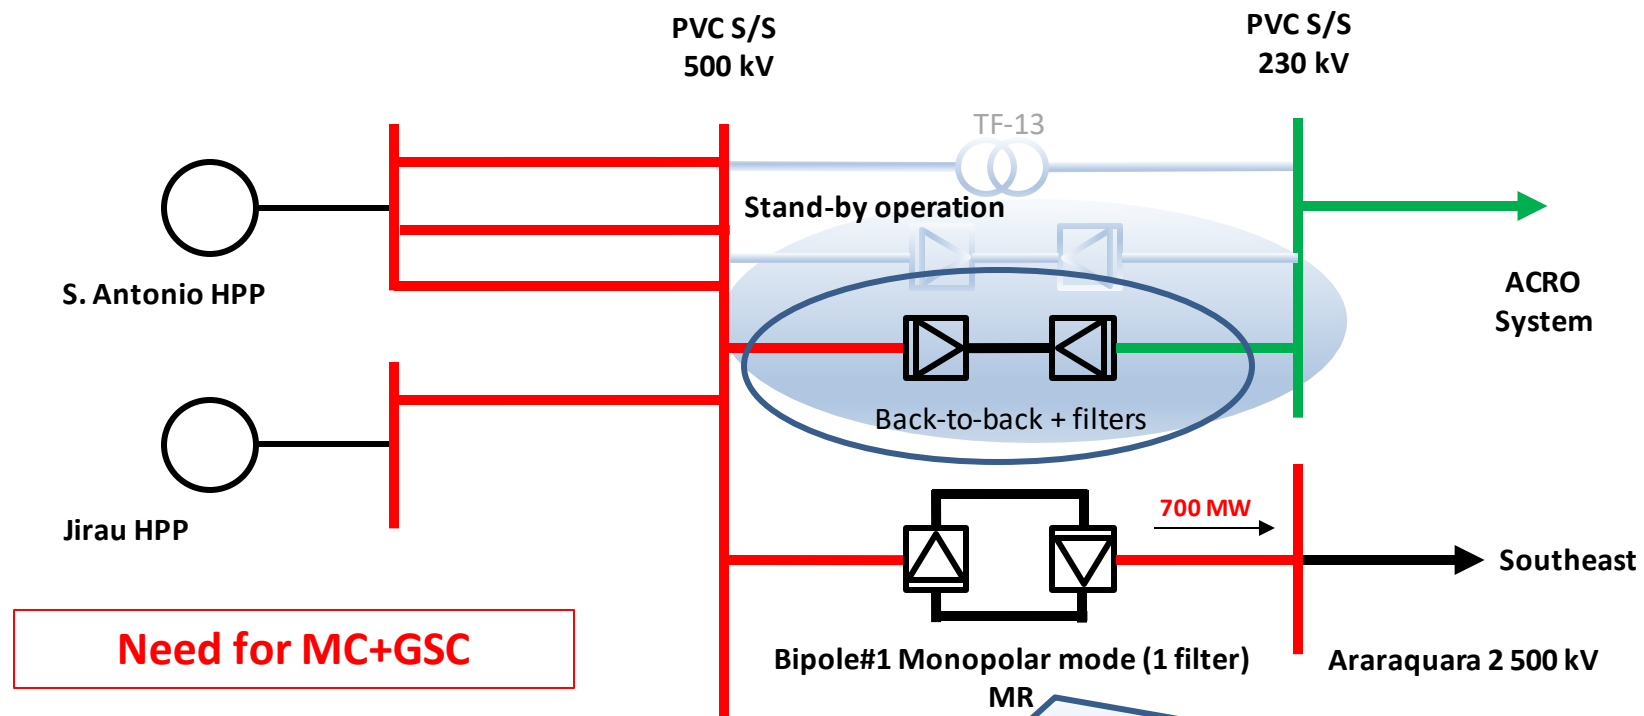 PVC S/S
500 kV
PVC S/S
230 kV
TF-13
Stand-by operation
S. Antonio HPP
ACRO
System
Back-to-back + filters
Jirau HPP
700 MW
Southeast
Need for MC+GSC
Bipole#1 Monopolar mode (1 filter)
MR
Araraquara 2 500 kV